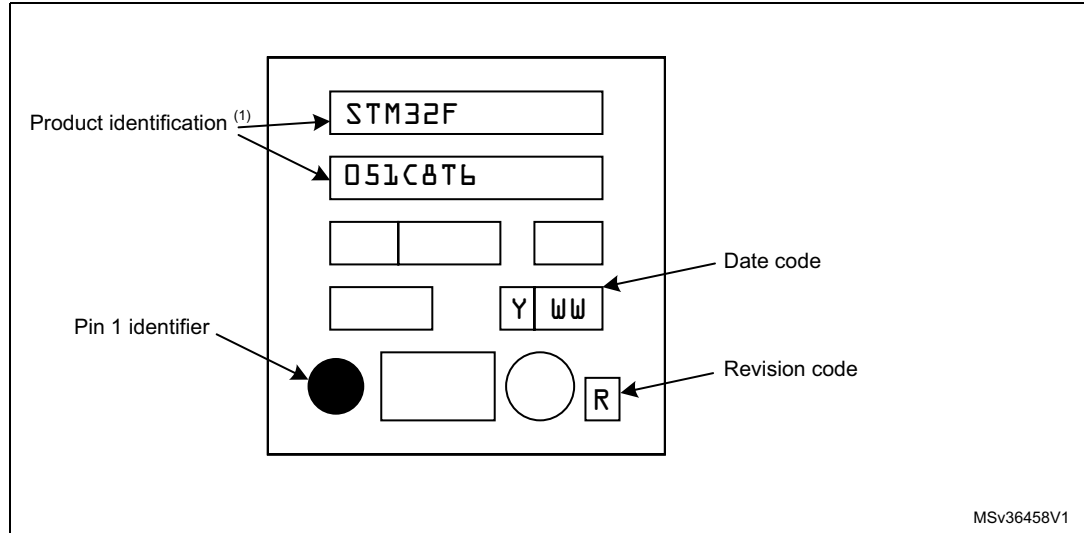 STM32F
Product identification (1)
051C8T6
Date code
Y WW
Pin 1 identifier
Revision code
R
MSv36458V1